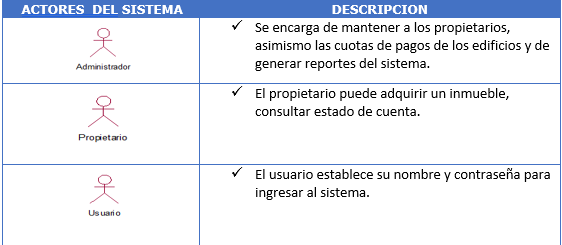 ACTORES DEL SISTEMA DESCRIPCION
✓ Se encarga de mantener a los propietarios,
asimismo las cuotas de pagos de los edificios y de
generar reportes del sistema.
Administrador
✓ El propietario puede adquirir un inmueble,
consultar estado de cuenta.
Propietario
✓ El usuario establece su nombre y contraseña para
ingresar al sistema.
Usuario